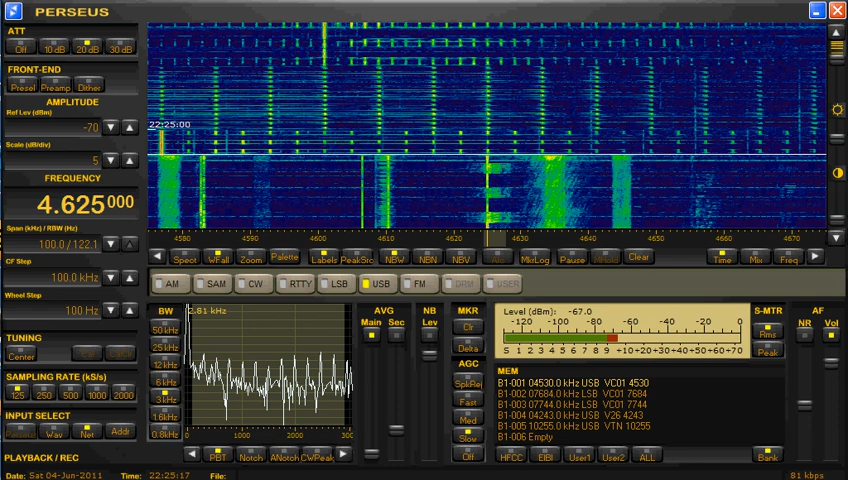 PERSEUS
ATT
Off 10 dB 20 dB 30 dB
FRONT-END
Presel Preamp Dither
AMPLITUDE
Ref Lev (dBm)
-70
Scale (dB/div)
5
FREQUENCY
4.625000
Span (kHz) / RBW (Hz)
100.0 / 122.1
CF Step
100.0 kHz
Wheel Step
100 Hz
TUNING
Center
SAMPLING RATE (kS/s)
125 250 500 1000 2000
INPUT SELECT
Perseus Wav Net Addr
PLAYBACK / REC
22:25:00
4580 4590 4600 4610 4620 4630 4640 4650 4660 4670
Spect WFall Zoom Palette Labels PeakSrc NBW NBN NBV Alc MkrLog Pause MHold Clear Time Mix Freq
AM SAM CW RTTY LSB USB FM DRM USER
BW
50 kHz
25 kHz
12 kHz
6 kHz
3 kHz
1.6kHz
0.8kHz
2.81 kHz
0 1000 2000 300
PBT Notch ANotch CWPeak
AVG
Main Sec
NB
Lev
MKR
Clr
Delta
AGC
SpkRej
Fast
Med
Slow
Off
Level (dBm): -67.0
-120 -100 -80 -60 -40 -20 0
S 1 2 3 4 5 6 7 8 9 +10 +20 +30 +40 +50 +60 +70
S-MTR
Rms
Peak
MEM
B1-001 04530.0 kHz USB VC01 4530
B1-002 07684.0 kHz LSB VC01 7684
B1-003 07744.0 kHz LSB VC01 7744
B1-004 04243.0 kHz USB V26 4243
B1-005 10255.0 kHz USB VTN 10255
B1-006 Empty
HFCC EIBI User1 User2 ALL Bank
AF
NR Vol
Date: Sat 04-Jun-2011 Time: 22:25:17 File:
81 kbps